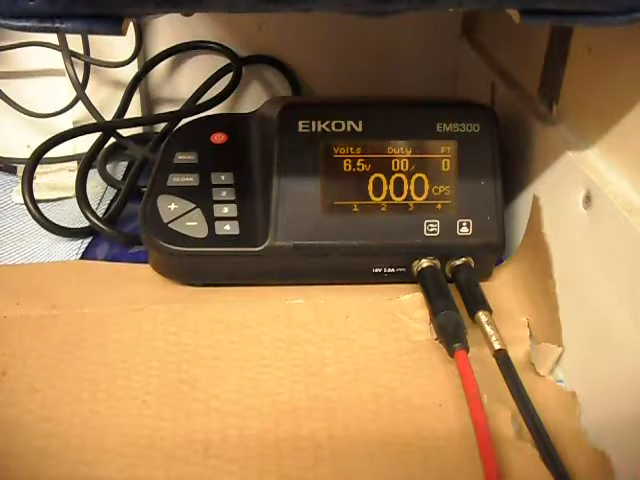 EIKON
EMS300
Volts Duty FT
6.5v 00% 0
000 CPS
1 2 3 4
MENU
CLEAR
1
2
3
4
+
−